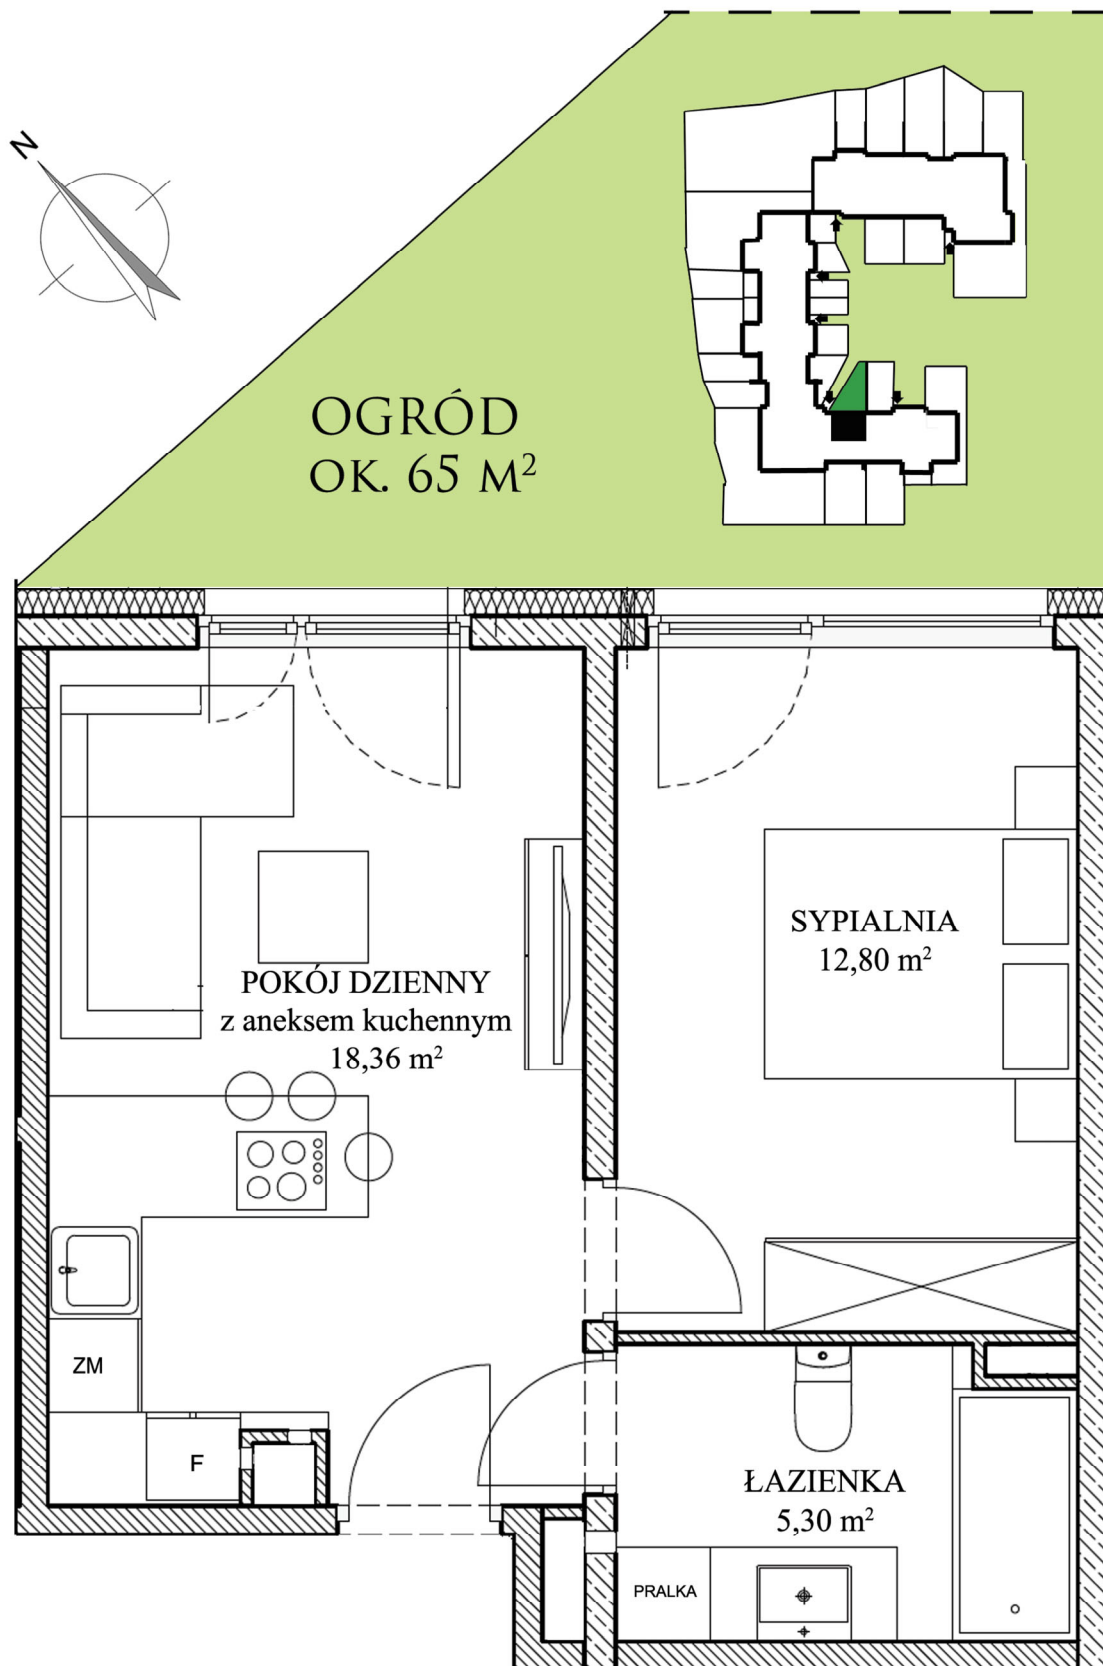 N
OGRÓD
OK. 65 M²
SYPIALNIA
12,80 m²
POKÓJ DZIENNY
z aneksem kuchennym
18,36 m²
ZM
F
ŁAZIENKA
5,30 m²
PRALKA